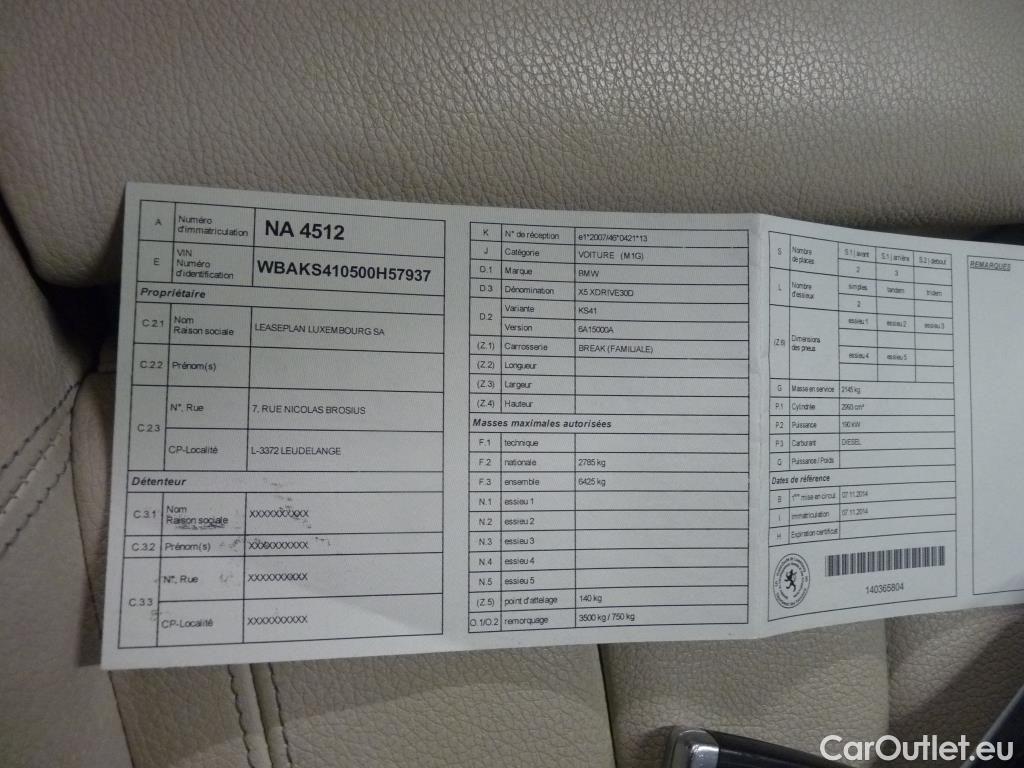 A Numéro d'immatriculation NA 4512
E VIN Numéro d'identification WBAKS410500H57937
Propriétaire
C.2.1 Nom Raison sociale LEASEPLAN LUXEMBOURG SA
C.2.2 Prénom(s)
C.2.3 N°, Rue 7, RUE NICOLAS BROSIUS
CP-Localité L-3372 LEUDELANGE
Détenteur
C.3.1 Nom Raison sociale XXXXXXXXXX
C.3.2 Prénom(s) XXXXXXXXXX
C.3.3 N°, Rue XXXXXXXXXX
CP-Localité XXXXXXXXXX
K N° de réception e1*2007/46*0421*13
J Catégorie VOITURE (M1G)
D.1 Marque BMW
D.3 Dénomination X5 XDRIVE30D
D.2 Variante KS41
Version 6A15000A
(Z.1) Carrosserie BREAK (FAMILIALE)
(Z.2) Longueur
(Z.3) Largeur
(Z.4) Hauteur
Masses maximales autorisées
F.1 technique
F.2 nationale 2785 kg
F.3 ensemble 6425 kg
N.1 essieu 1
N.2 essieu 2
N.3 essieu 3
N.4 essieu 4
N.5 essieu 5
(Z.5) point d'attelage 140 kg
O.1/O.2 remorquage 3500 kg / 750 kg
S Nombre de places S.1 | avant S.1 | arrière S.2 | debout
2 3
L Nombre d'essieux simples tandem tridem
2
(Z.6) Dimensions des pneus essieu 1 essieu 2 essieu 3
essieu 4 essieu 5
G Masse en service 2145 kg
P.1 Cylindrée 2993 cm³
P.2 Puissance 190 kW
P.3 Carburant DIESEL
G Puissance / Poids
Dates de référence
B 1ère mise en circul. 07.11.2014
I immatriculation 07.11.2014
H Expiration certificat
140365804
REMARQUES
CarOutlet.eu